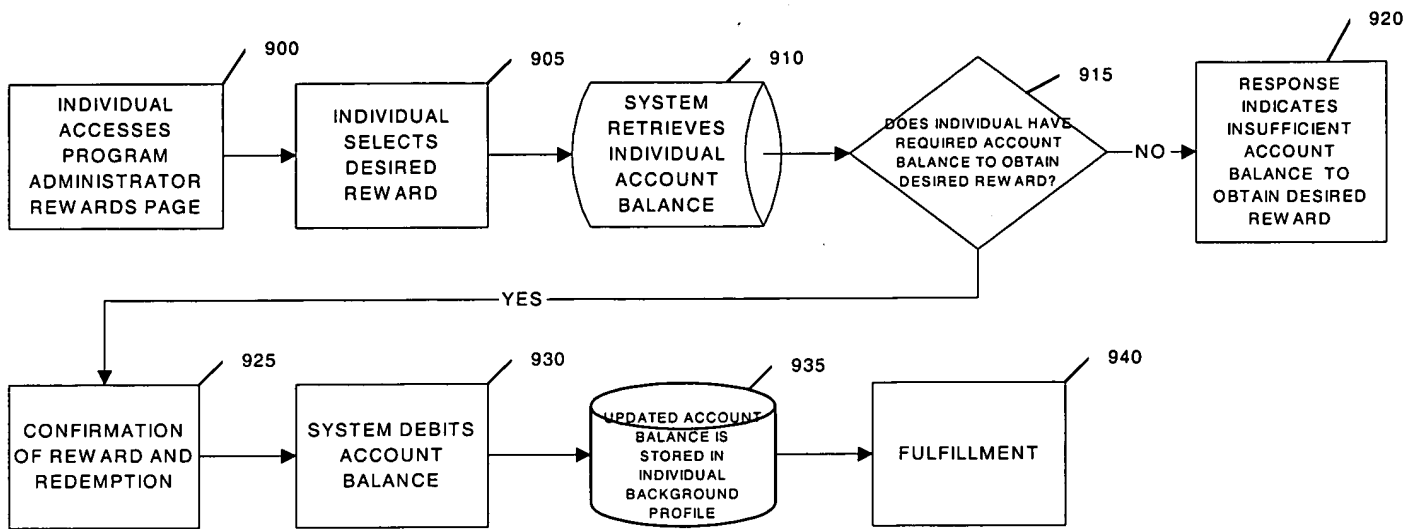 900
INDIVIDUAL
ACCESSES
PROGRAM
ADMINISTRATOR
REWARDS PAGE
905
INDIVIDUAL
SELECTS
DESIRED
REWARD
910
SYSTEM
RETRIEVES
INDIVIDUAL
ACCOUNT
BALANCE
915
DOES INDIVIDUAL HAVE
REQUIRED ACCOUNT
BALANCE TO OBTAIN
DESIRED REWARD?
NO
920
RESPONSE
INDICATES
INSUFFICIENT
ACCOUNT
BALANCE TO
OBTAIN DESIRED
REWARD
YES
925
CONFIRMATION
OF REWARD AND
REDEMPTION
930
SYSTEM DEBITS
ACCOUNT
BALANCE
935
UPDATED ACCOUNT
BALANCE IS
STORED IN
INDIVIDUAL
BACKGROUND
PROFILE
940
FULFILLMENT